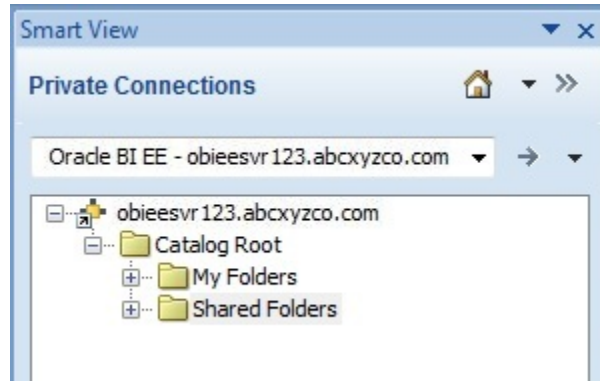 Smart View
Private Connections
Oracle BI EE - obieesvr123.abcxyzco.com
obieesvr123.abcxyzco.com
Catalog Root
My Folders
Shared Folders